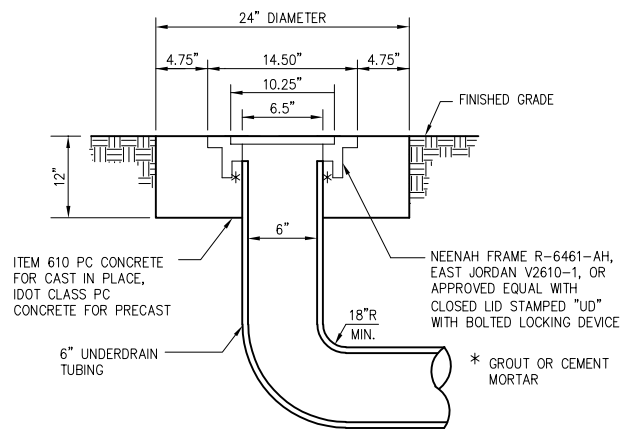 24" DIAMETER
4.75"
14.50"
4.75"
10.25"
6.5"
FINISHED GRADE
12"
6"
ITEM 610 PC CONCRETE
FOR CAST IN PLACE,
IDOT CLASS PC
CONCRETE FOR PRECAST
NEENAH FRAME R-6461-AH,
EAST JORDAN V2610-1, OR
APPROVED EQUAL WITH
CLOSED LID STAMPED "UD"
WITH BOLTED LOCKING DEVICE
18"R
MIN.
6" UNDERDRAIN
TUBING
* GROUT OR CEMENT
MORTAR